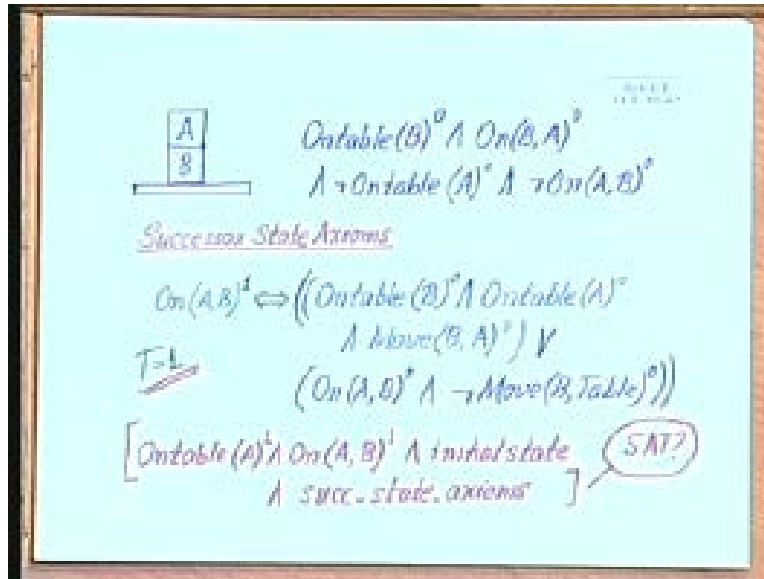 A
B
Ontable(B)⁰ ∧ On(B,A)⁰
∧ ¬Ontable(A)⁰ ∧ ¬On(A,B)⁰
Successor State Axioms
On(A,B)¹ ⇔ ((Ontable(B)⁰ ∧ Ontable(A)⁰
∧ Move(B,A)⁰) ∨
T=1
(On(A,B)⁰ ∧ ¬Move(B,Table)⁰))
[Ontable(A)¹ ∧ On(A,B)¹ ∧ initial state
SAT?
∧ succ. state. axioms]